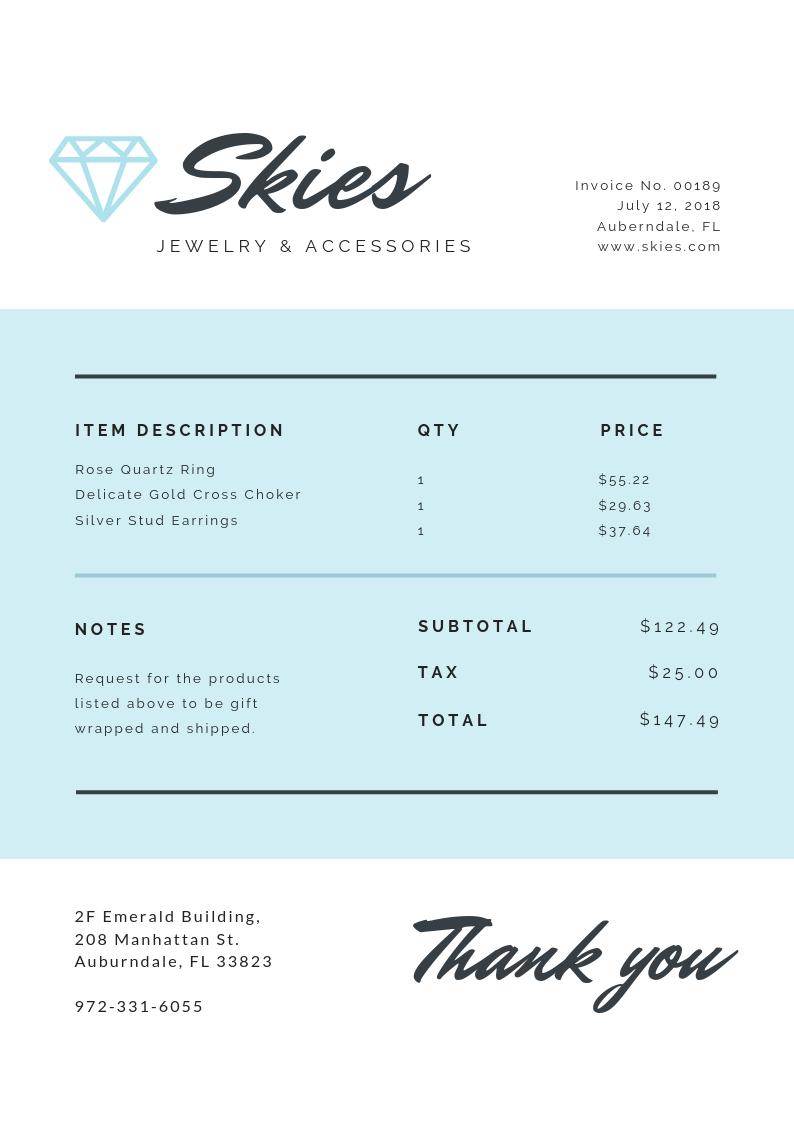 Skies
JEWELRY & ACCESSORIES
Invoice No. 00189
July 12, 2018
Auberndale, FL
www.skies.com
ITEM DESCRIPTION QTY PRICE
Rose Quartz Ring 1 $55.22
Delicate Gold Cross Choker 1 $29.63
Silver Stud Earrings 1 $37.64
NOTES
Request for the products
listed above to be gift
wrapped and shipped.
SUBTOTAL $122.49
TAX $25.00
TOTAL $147.49
2F Emerald Building,
208 Manhattan St.
Auburndale, FL 33823
972-331-6055
Thank you